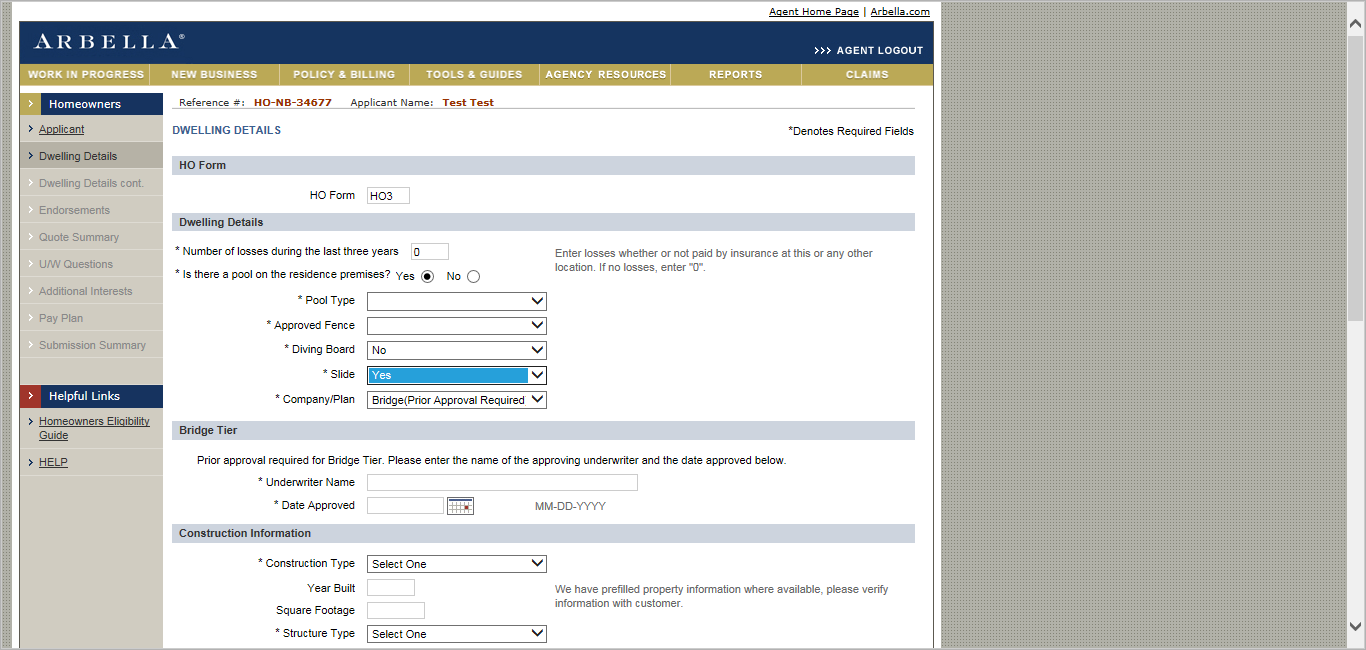 Agent Home Page | Arbella.com
ARBELLA®
>>> AGENT LOGOUT
WORK IN PROGRESS NEW BUSINESS POLICY & BILLING TOOLS & GUIDES AGENCY RESOURCES REPORTS CLAIMS
Homeowners
Applicant
Dwelling Details
Dwelling Details cont.
Endorsements
Quote Summary
U/W Questions
Additional Interests
Pay Plan
Submission Summary
Helpful Links
Homeowners Eligibility
Guide
HELP
Reference #: HO-NB-34677 Applicant Name: Test Test
DWELLING DETAILS
*Denotes Required Fields
HO Form
HO Form HO3
Dwelling Details
* Number of losses during the last three years 0
Enter losses whether or not paid by insurance at this or any other
location. If no losses, enter "0".
* Is there a pool on the residence premises? Yes No
* Pool Type
* Approved Fence
* Diving Board No
* Slide Yes
* Company/Plan Bridge(Prior Approval Required
Bridge Tier
Prior approval required for Bridge Tier. Please enter the name of the approving underwriter and the date approved below.
* Underwriter Name
* Date Approved MM-DD-YYYY
Construction Information
* Construction Type Select One
Year Built
We have prefilled property information where available, please verify
information with customer.
Square Footage
* Structure Type Select One